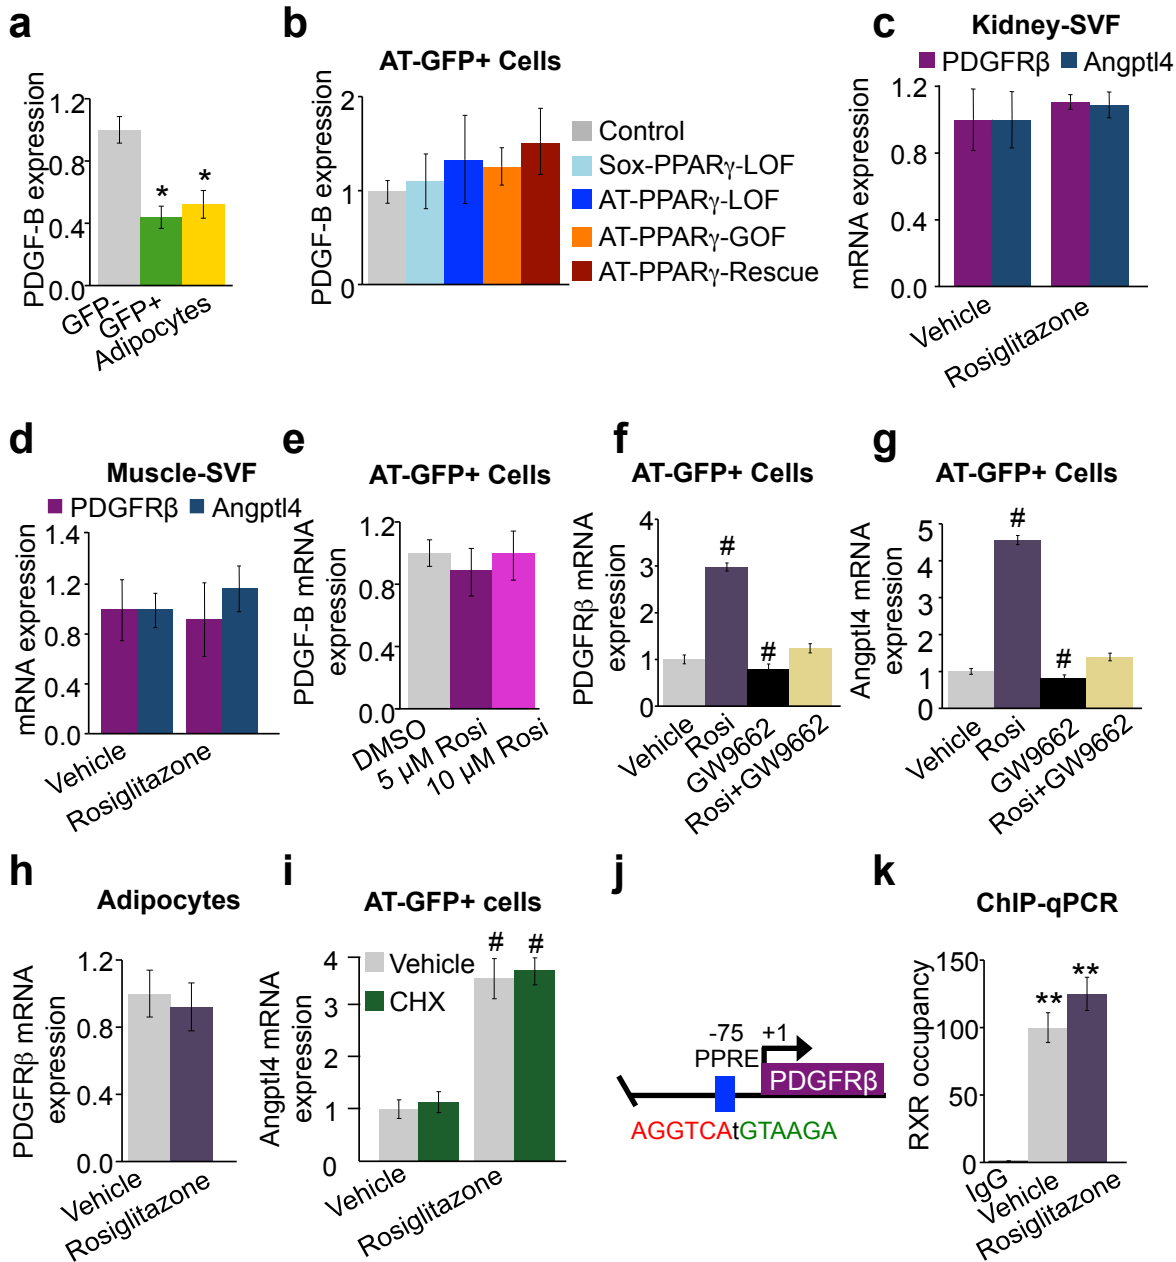 a
PDGF-B expression
1.2
0.8
0.4
0.0
*
*
GFP-
GFP+
Adipocytes
b
AT-GFP+ Cells
PDGF-B expression
2
1
0
Control
Sox-PPARγ-LOF
AT-PPARγ-LOF
AT-PPARγ-GOF
AT-PPARγ-Rescue
c
Kidney-SVF
PDGFRβ Angptl4
mRNA expression
1.2
0.8
0.4
0.0
Vehicle
Rosiglitazone
d
Muscle-SVF
PDGFRβ Angptl4
mRNA expression
1.4
1.2
0.8
0.4
0.0
Vehicle
Rosiglitazone
e
AT-GFP+ Cells
PDGF-B mRNA
expression
1.2
0.8
0.4
0.0
DMSO
5 µM Rosi
10 µM Rosi
f
AT-GFP+ Cells
PDGFRβ mRNA
expression
4
3
2
1
0
#
#
Vehicle
Rosi
GW9662
Rosi+GW9662
g
AT-GFP+ Cells
Angptl4 mRNA
expression
5
4
3
2
1
0
#
#
Vehicle
Rosi
GW9662
Rosi+GW9662
h
Adipocytes
PDGFRβ mRNA
expression
1.2
0.8
0.4
0.0
Vehicle
Rosiglitazone
i
AT-GFP+ cells
Angptl4 mRNA
expression
4
3
2
1
0
Vehicle
CHX
#
#
Vehicle
Rosiglitazone
j
-75 +1
PPRE
PDGFRβ
AGGTCAtGTAAGA
k
ChIP-qPCR
RXR occupancy
150
100
50
0
**
**
IgG
Vehicle
Rosiglitazone